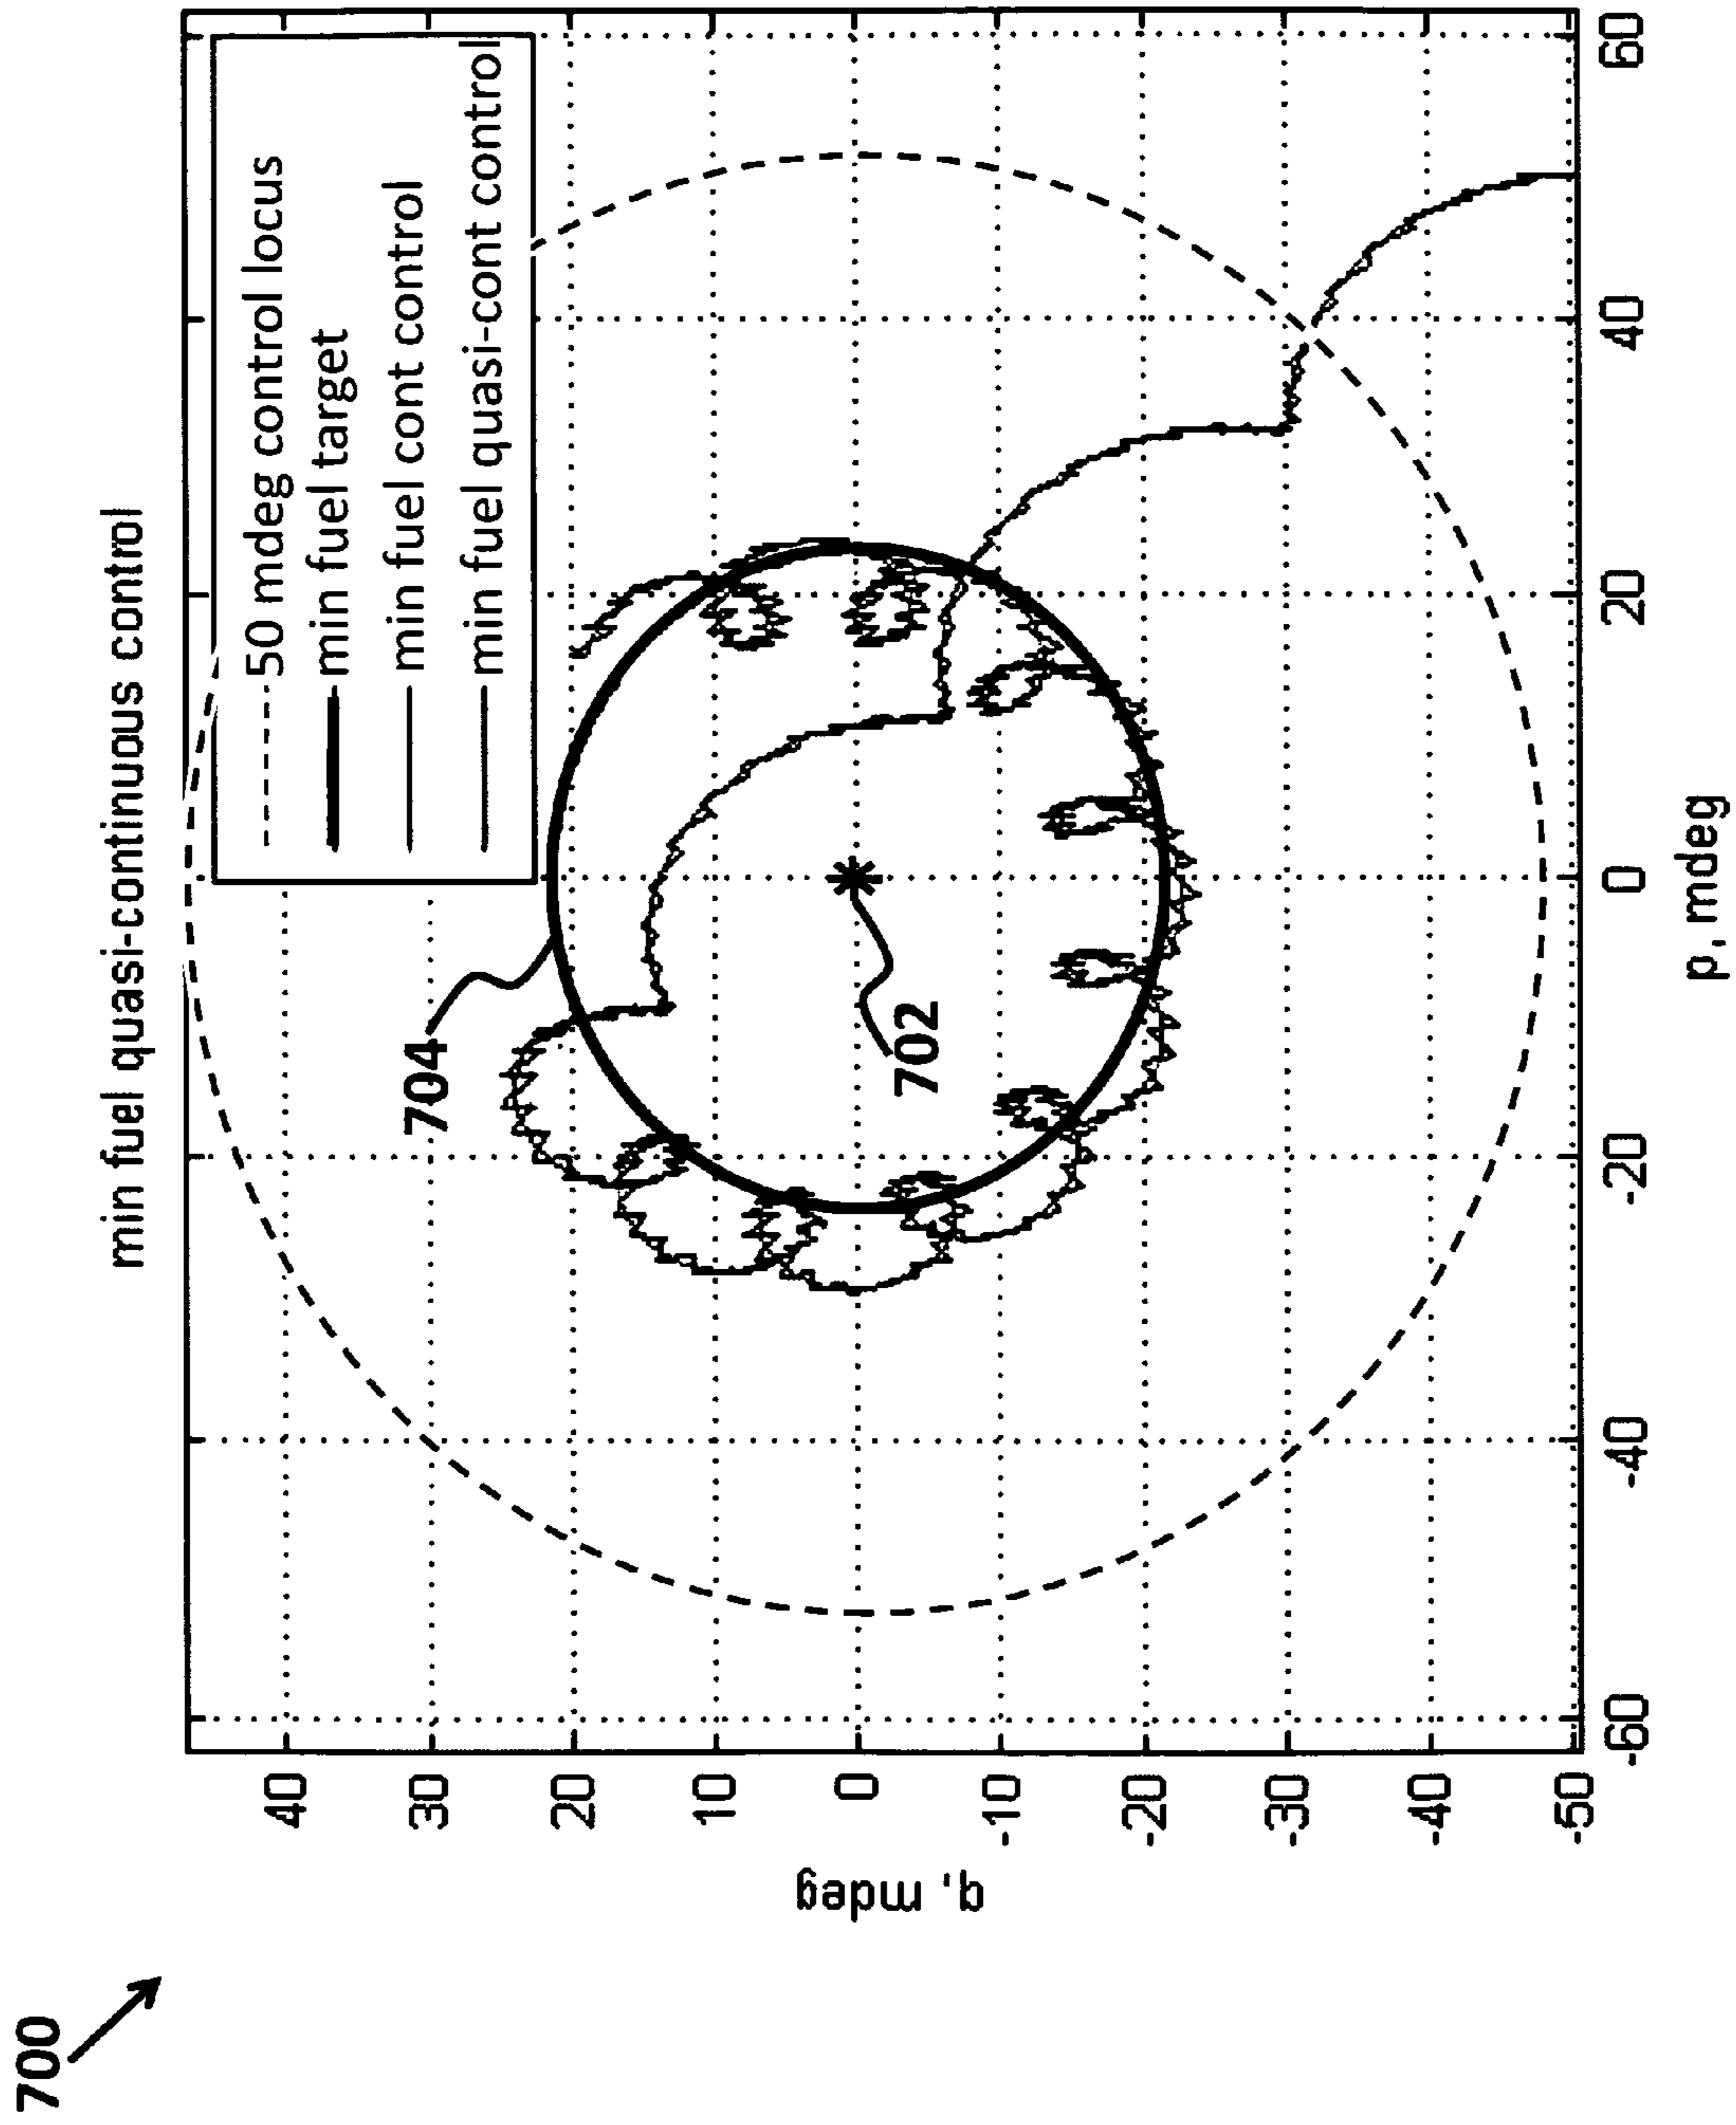 700
min fuel quasi-continuous control
50 mdeg control locus
min fuel target
min fuel cont control
min fuel quasi-cont control
704
702
q, mdeg
40
30
20
10
0
-10
-20
-30
-40
-50
-60
-40
-20
0
20
40
60
p, mdeg